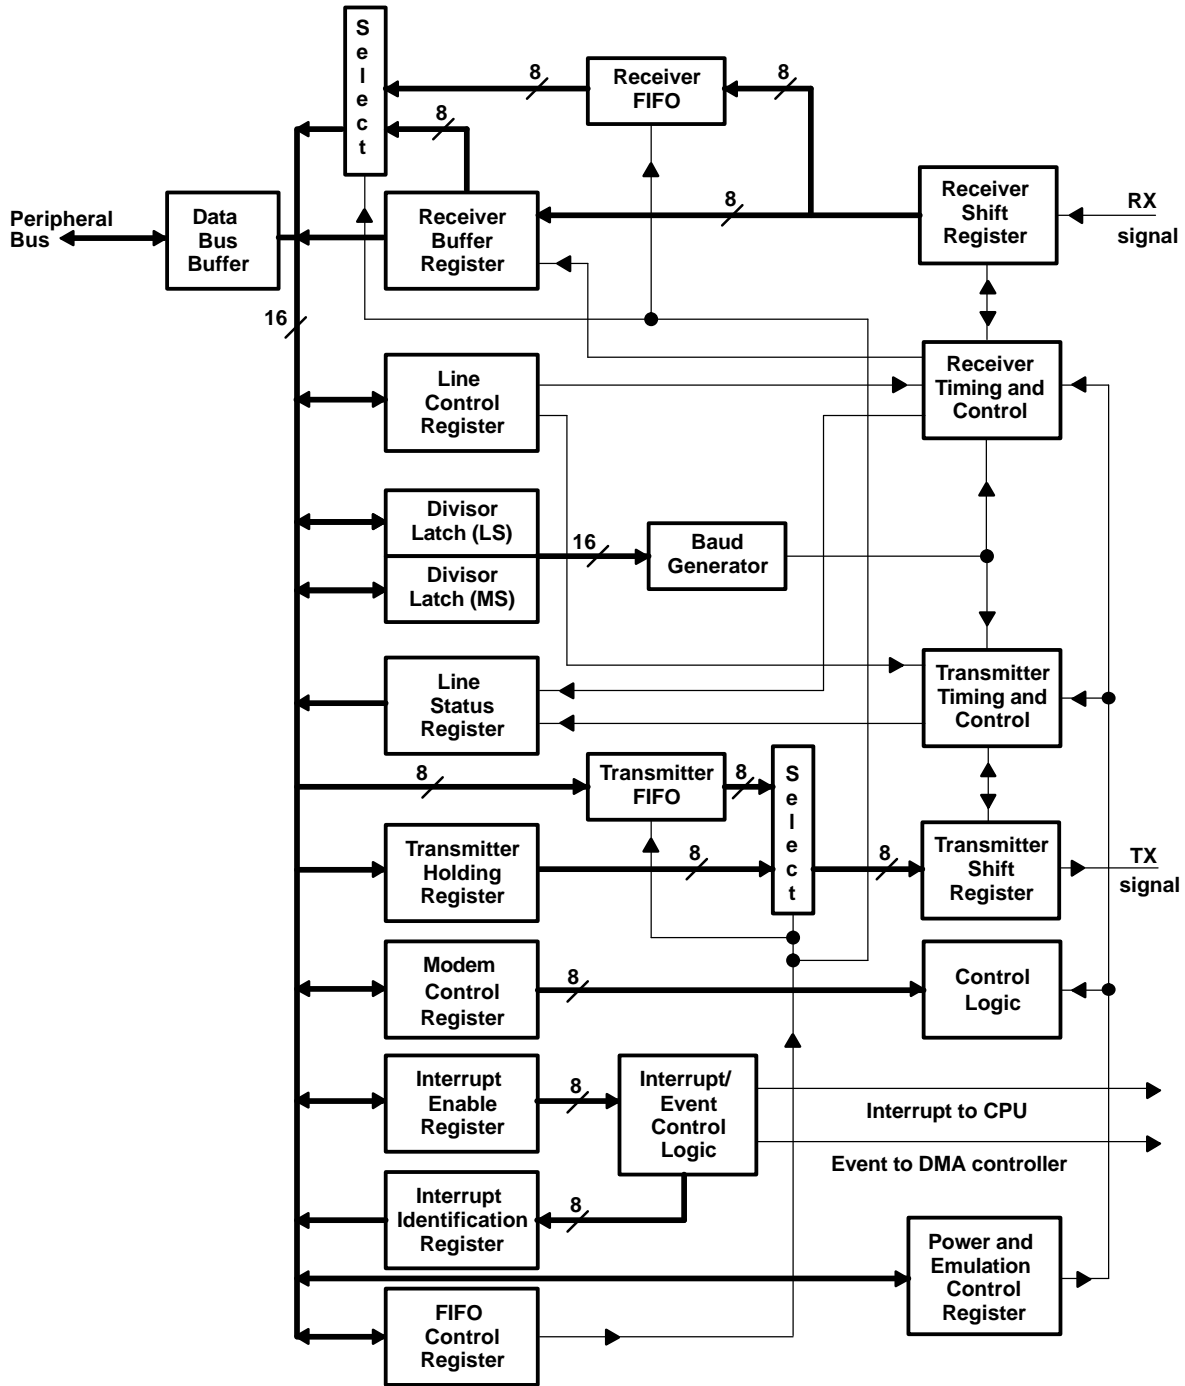 S
e
l
e
c
t
8
Receiver
FIFO
8
8
Peripheral
Bus
Data
Bus
Buffer
Receiver
Buffer
Register
8
Receiver
Shift
Register
RX
signal
16
Line
Control
Register
Receiver
Timing and
Control
Divisor
Latch (LS)
Divisor
Latch (MS)
16
Baud
Generator
Line
Status
Register
Transmitter
Timing and
Control
8
Transmitter
FIFO
8
S
e
l
e
c
t
Transmitter
Holding
Register
8
8
Transmitter
Shift
Register
TX
signal
Modem
Control
Register
8
Control
Logic
Interrupt
Enable
Register
8
Interrupt/
Event
Control
Logic
Interrupt to CPU
Event to DMA controller
Interrupt
Identification
Register
8
Power and
Emulation
Control
Register
FIFO
Control
Register